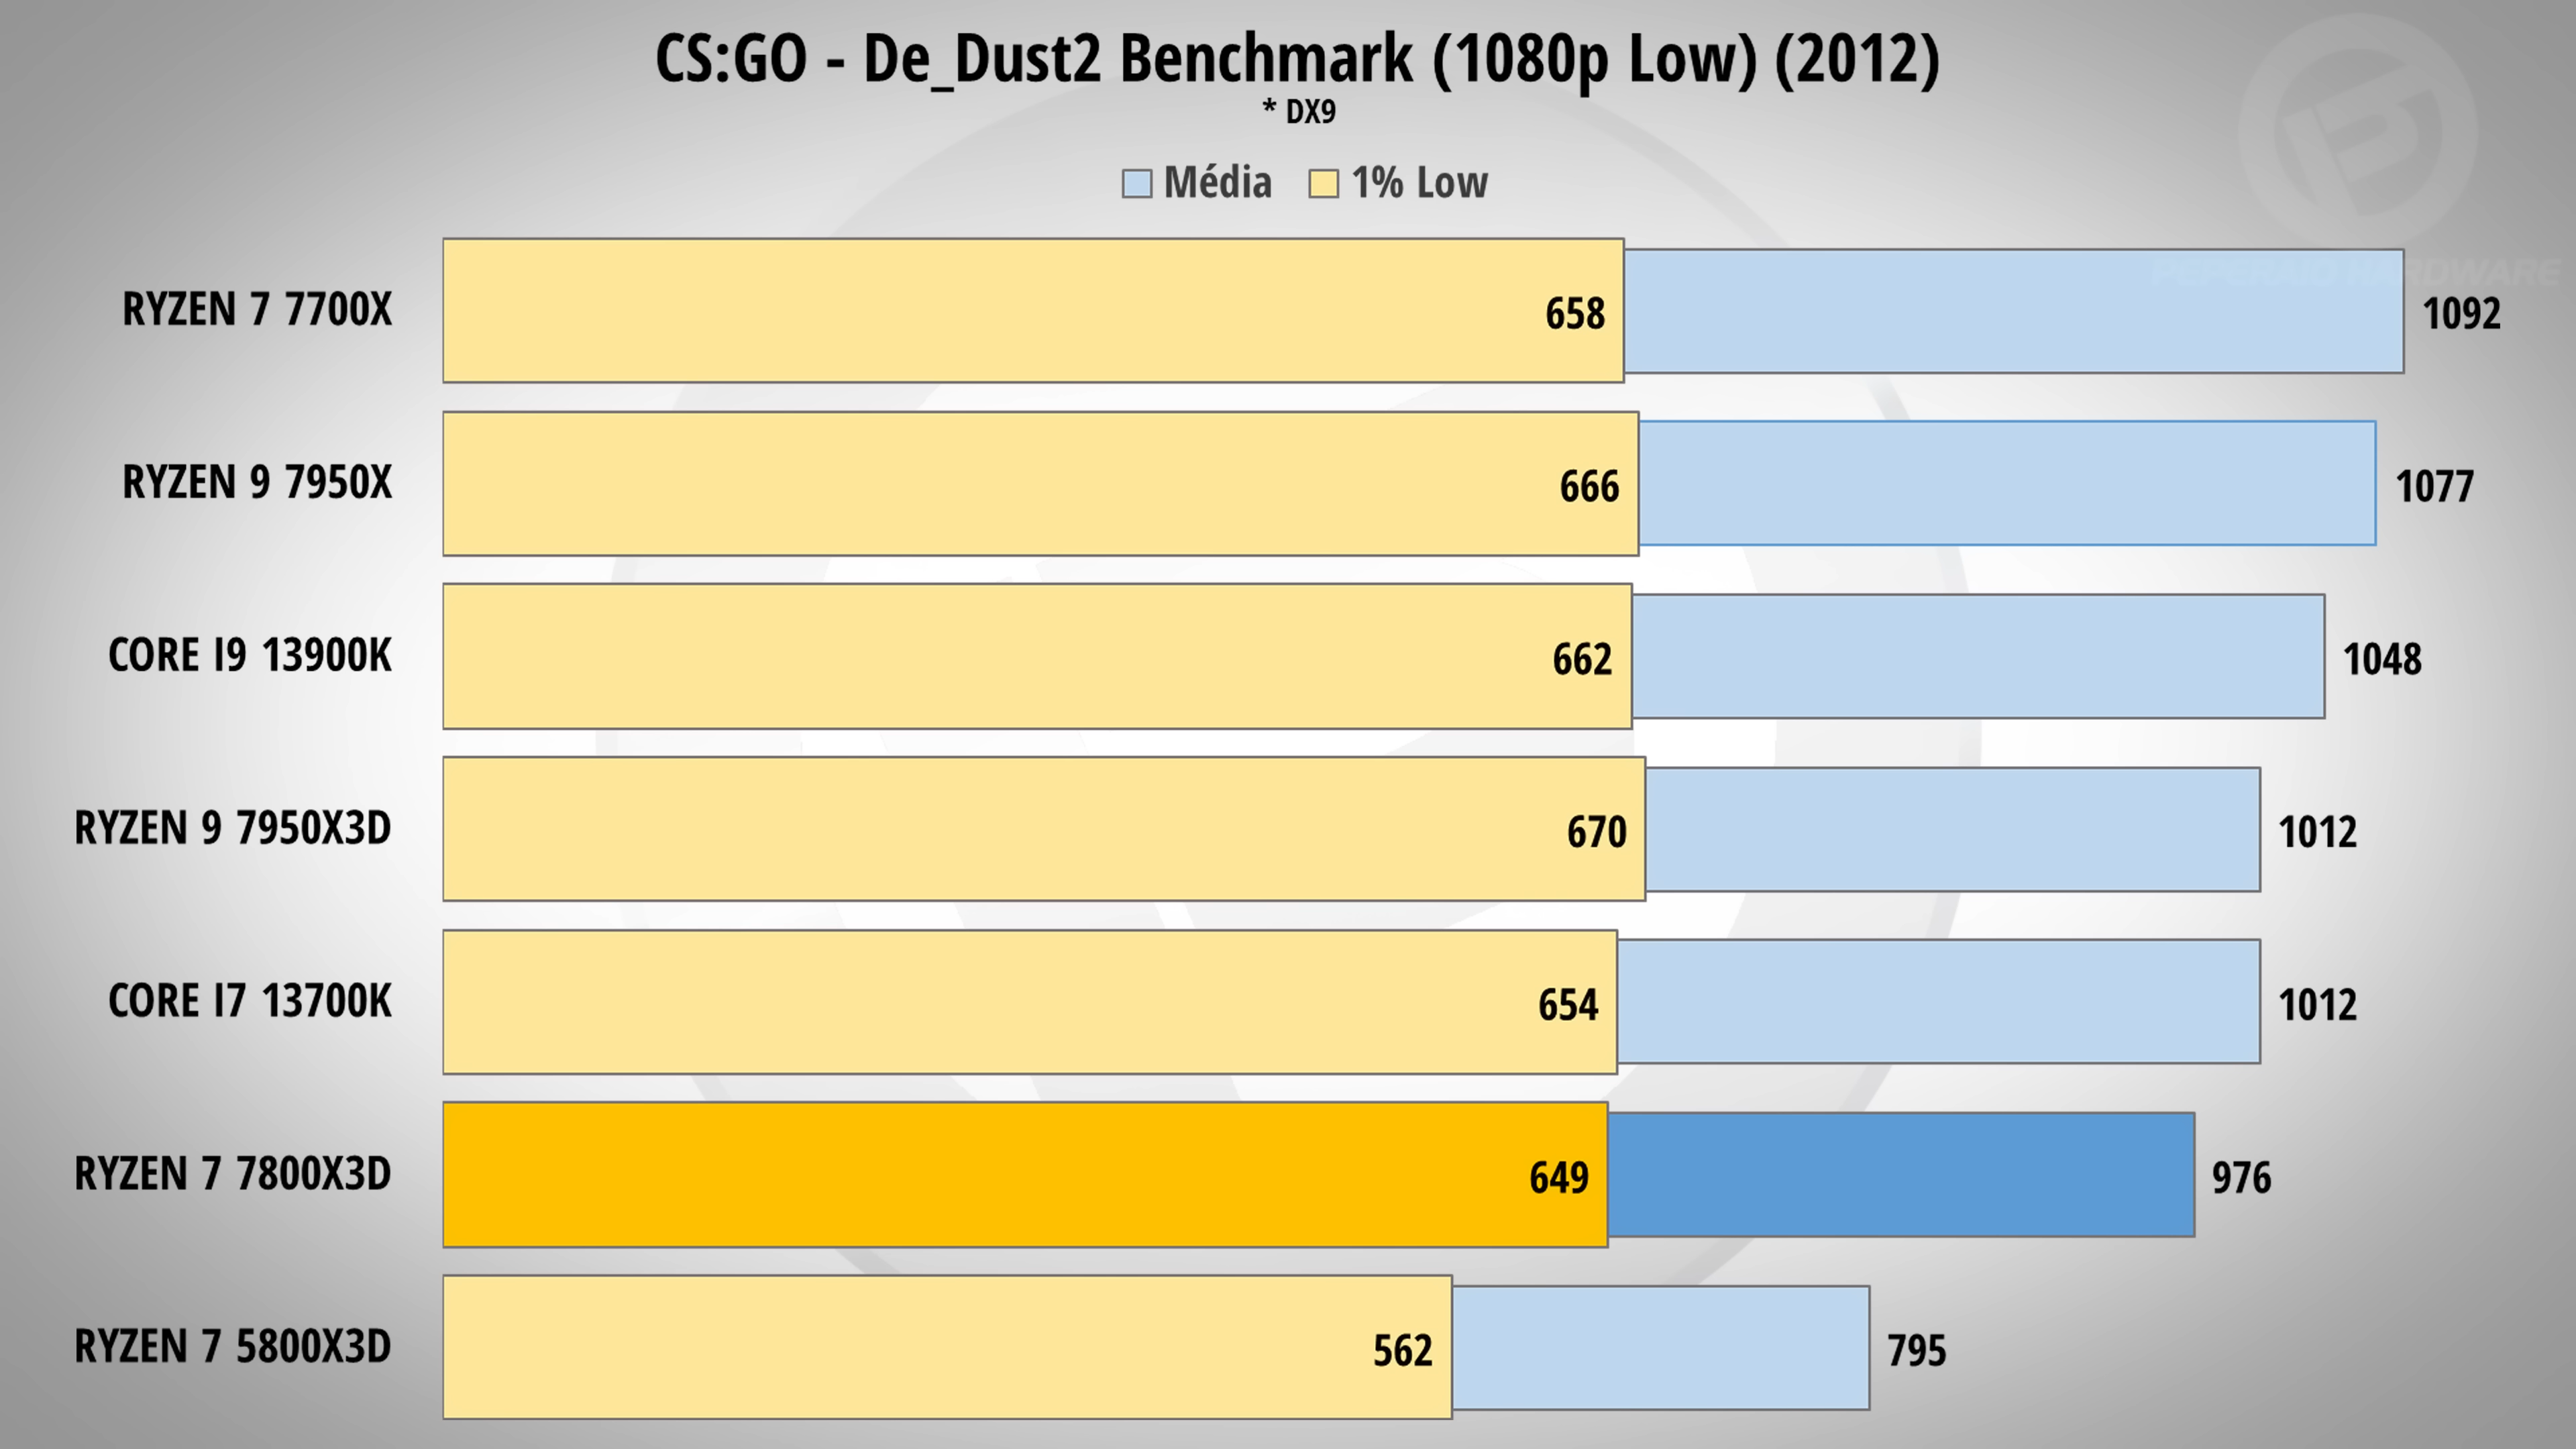 CS:GO - De_Dust2 Benchmark (1080p Low) (2012)
* DX9
Média 1% Low
RYZEN 7 7700X 658 1092
RYZEN 9 7950X 666 1077
CORE I9 13900K 662 1048
RYZEN 9 7950X3D 670 1012
CORE I7 13700K 654 1012
RYZEN 7 7800X3D 649 976
RYZEN 7 5800X3D 562 795